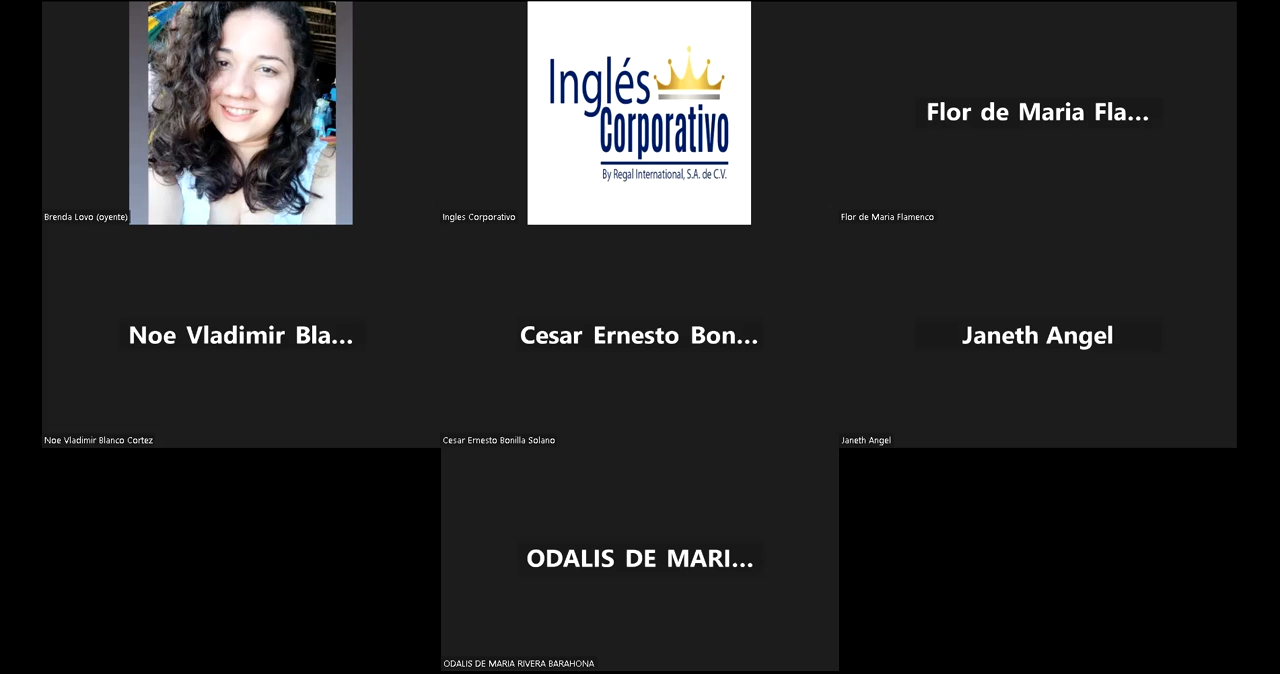 Inglés
Corporativo
By Regal International, S.A. de C.V.
Flor de Maria Fla...
Brenda Lovo (oyente)
Ingles Corporativo
Flor de Maria Flamenco
Noe Vladimir Bla...
Cesar Ernesto Bon...
Janeth Angel
Noe Vladimir Blanco Cortez
Cesar Ernesto Bonilla Solano
Janeth Angel
ODALIS DE MARI...
ODALIS DE MARIA RIVERA BARAHONA